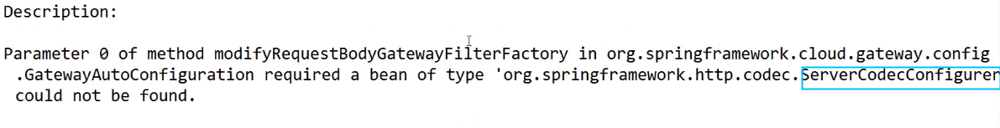 Description:
Parameter 0 of method modifyRequestBodyGatewayFilterFactory in org.springframework.cloud.gateway.config
.GatewayAutoConfiguration required a bean of type 'org.springframework.http.codec.ServerCodecConfigurer
could not be found.